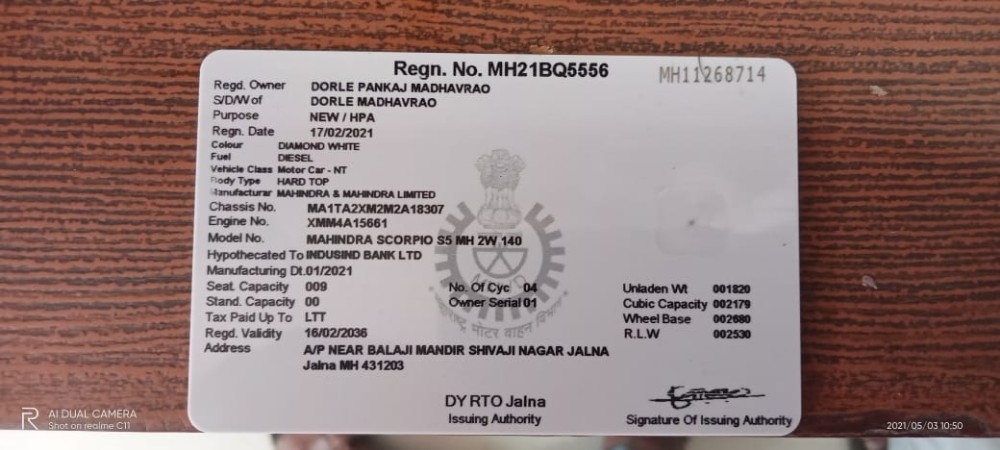 Regn. No. MH21BQ5556
MH11268714
Regd. Owner DORLE PANKAJ MADHAVRAO
S/D/W of DORLE MADHAVRAO
Purpose NEW / HPA
Regn. Date 17/02/2021
Colour DIAMOND WHITE
Fuel DIESEL
Vehicle Class Motor Car - NT
Body Type HARD TOP
Manufacturar MAHINDRA & MAHINDRA LIMITED
Chassis No. MA1TA2XM2M2A18307
Engine No. XMM4A15661
Model No. MAHINDRA SCORPIO S5 MH 2W 140
Hypothecated To INDUSIND BANK LTD
Manufacturing Dt. 01/2021
Seat Capacity 009 No. Of Cyc 04 Unladen Wt 001820
Stand. Capacity 00 Owner Serial 01 Cubic Capacity 002179
Tax Paid Up To LTT Wheel Base 002680
Regd. Validity 16/02/2036 R.L.W 002530
महाराष्ट्र मोटर वाहन विभाग
Address A/P NEAR BALAJI MANDIR SHIVAJI NAGAR JALNA
Jalna MH 431203
DY RTO Jalna
Issuing Authority
Signature Of Issuing Authority
AI DUAL CAMERA
Shot on realme C11
2021/05/03 10:50